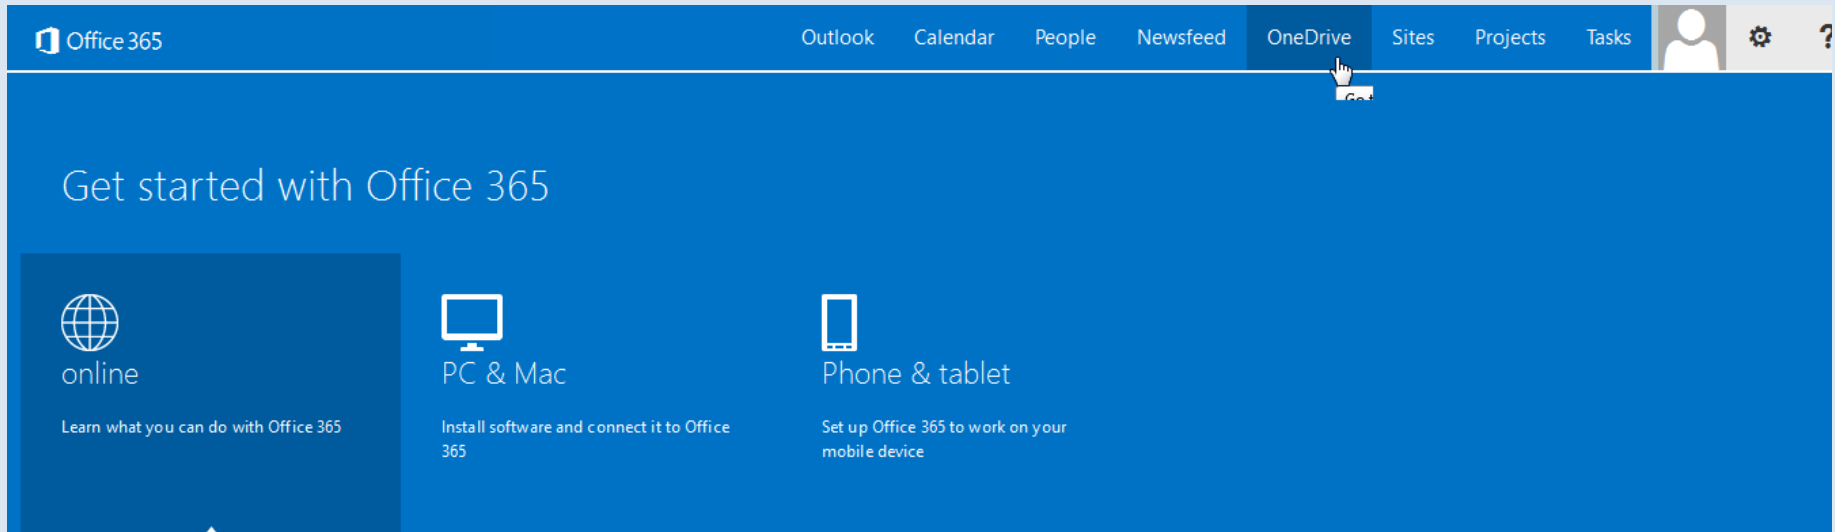 Office 365
Outlook Calendar People Newsfeed OneDrive Sites Projects Tasks ?
Get started with Office 365
online
Learn what you can do with Office 365
PC & Mac
Install software and connect it to Office
365
Phone & tablet
Set up Office 365 to work on your
mobile device